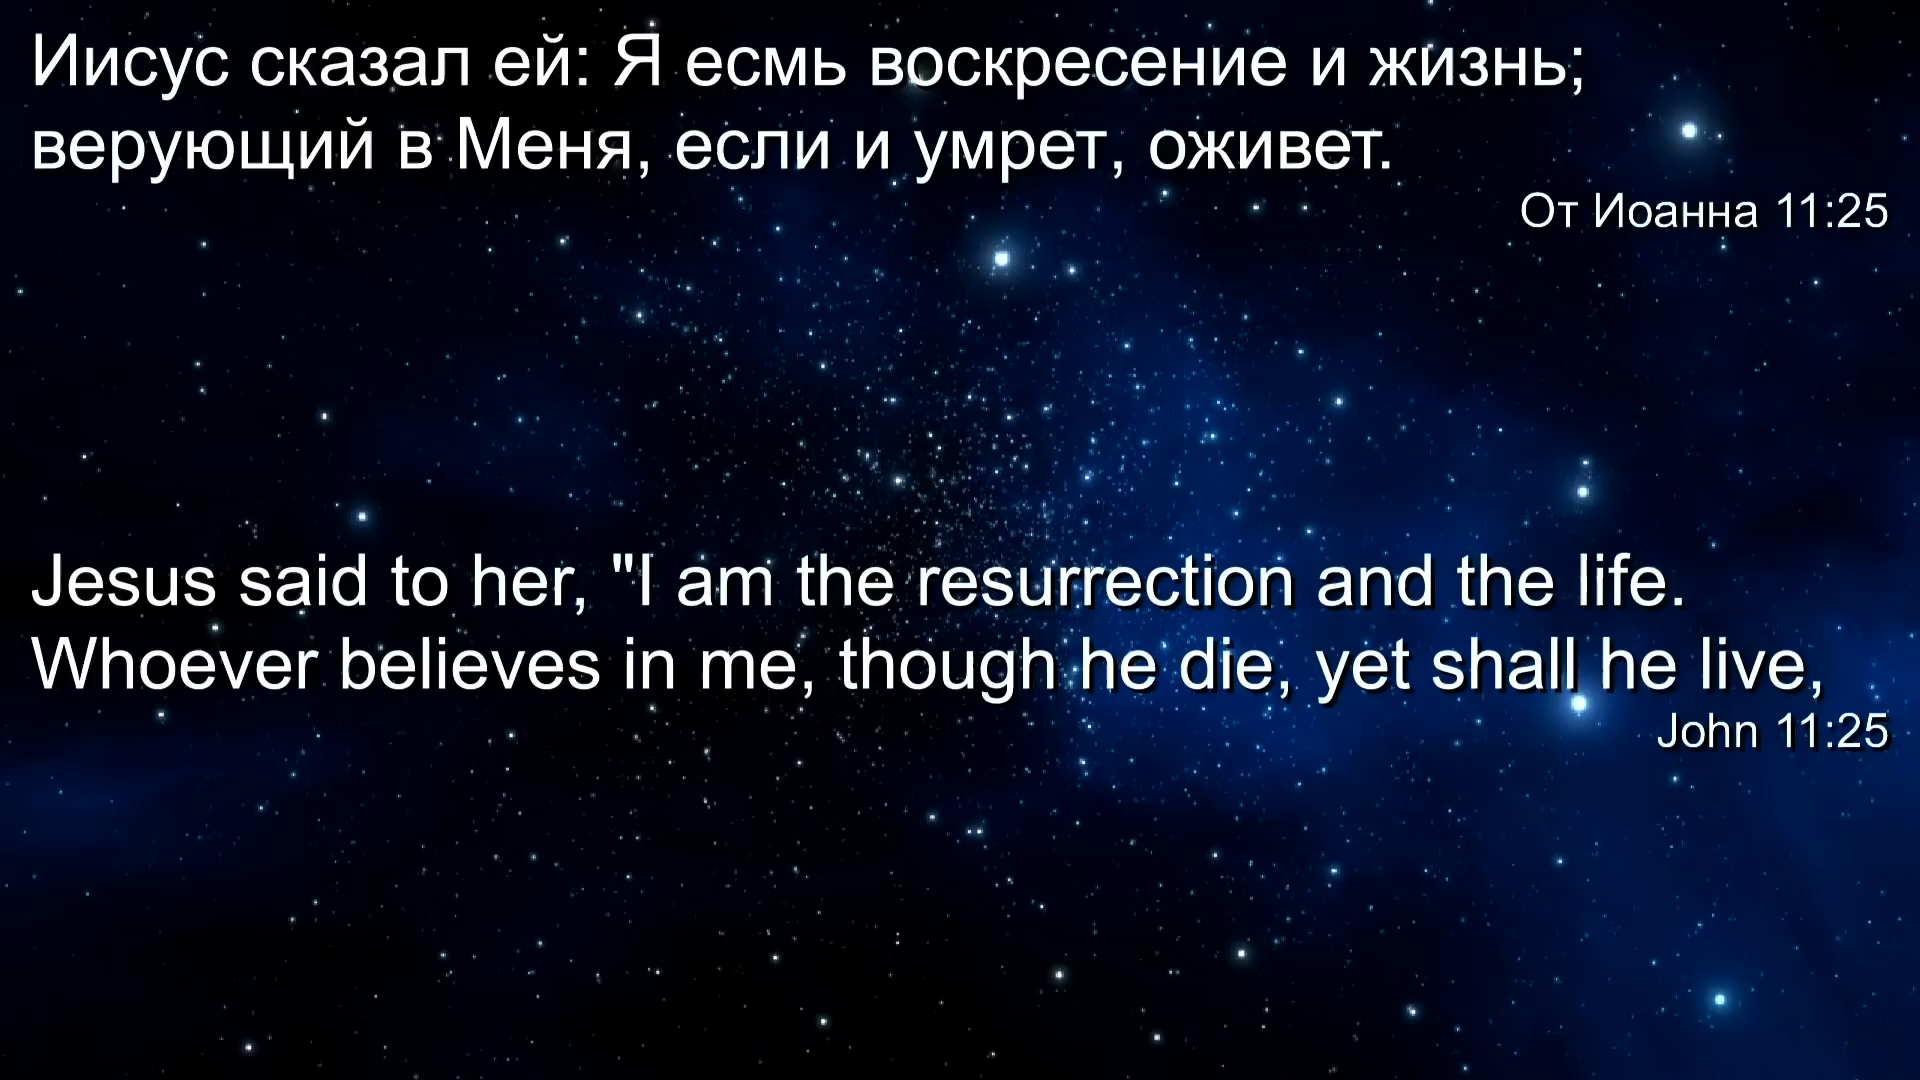 Иисус сказал ей: Я есмь воскресение и жизнь;
верующий в Меня, если и умрет, оживет.
От Иоанна 11:25
Jesus said to her, "I am the resurrection and the life.
Whoever believes in me, though he die, yet shall he live,
John 11:25